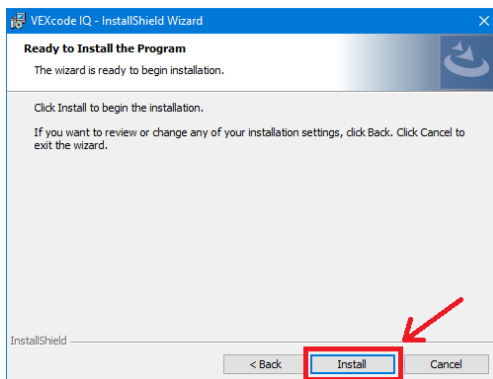 VEXcode IQ - InstallShield Wizard
Ready to Install the Program
The wizard is ready to begin installation.
Click Install to begin the installation.
If you want to review or change any of your installation settings, click Back. Click Cancel to
exit the wizard.
InstallShield
< Back
Install
Cancel